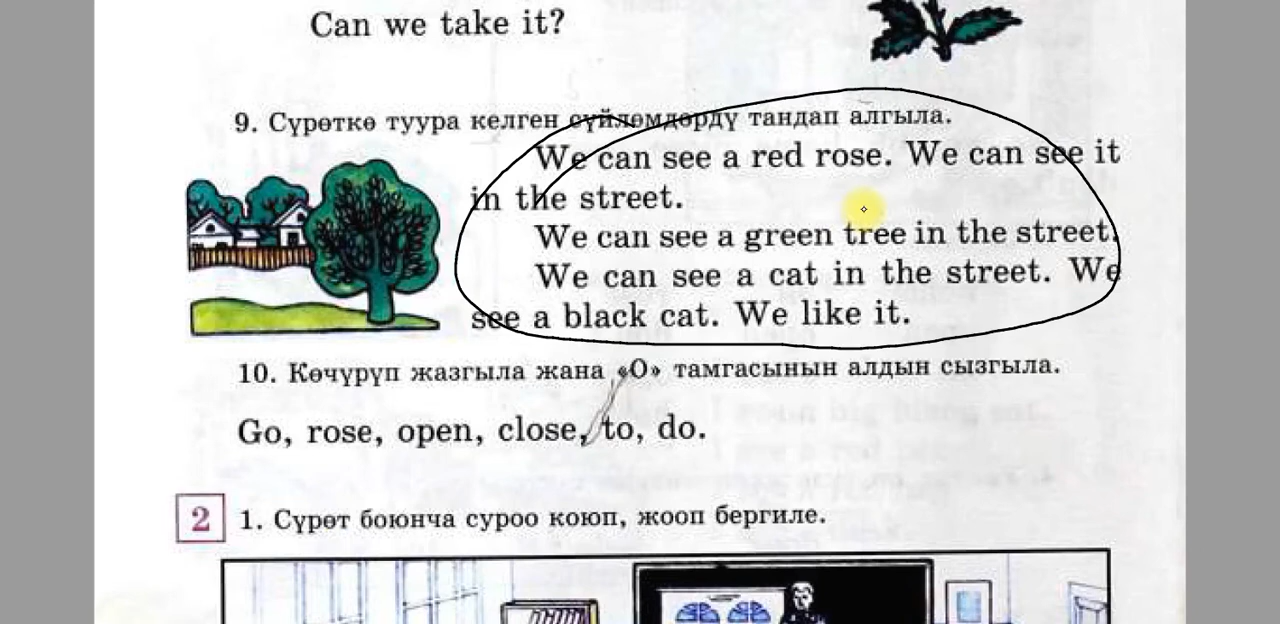 Can we take it?
9. Сүрөткө туура келген сүйлөмдөрдү тандап алгыла.
We can see a red rose. We can see it
in the street.
We can see a green tree in the street.
We can see a cat in the street. We
see a black cat. We like it.
10. Көчүрүп жазгыла жана «О» тамгасынын алдын сызгыла.
Go, rose, open, close, to, do.
2 1. Сүрөт боюнча суроо коюп, жооп бергиле.